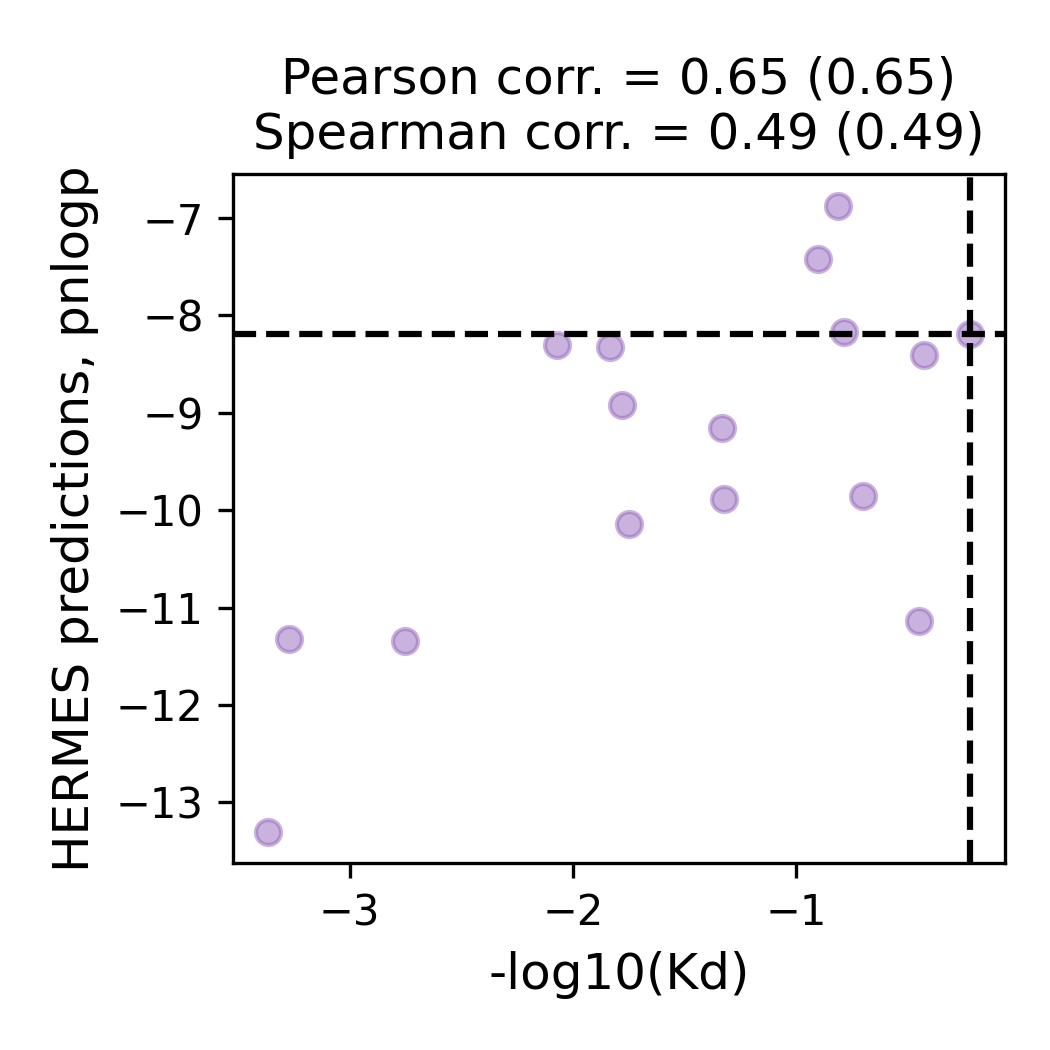 Pearson corr. = 0.65 (0.65)
Spearman corr. = 0.49 (0.49)
HERMES predictions, pnlogp
−7
−8
−9
−10
−11
−12
−13
−3
−2
−1
-log10(Kd)